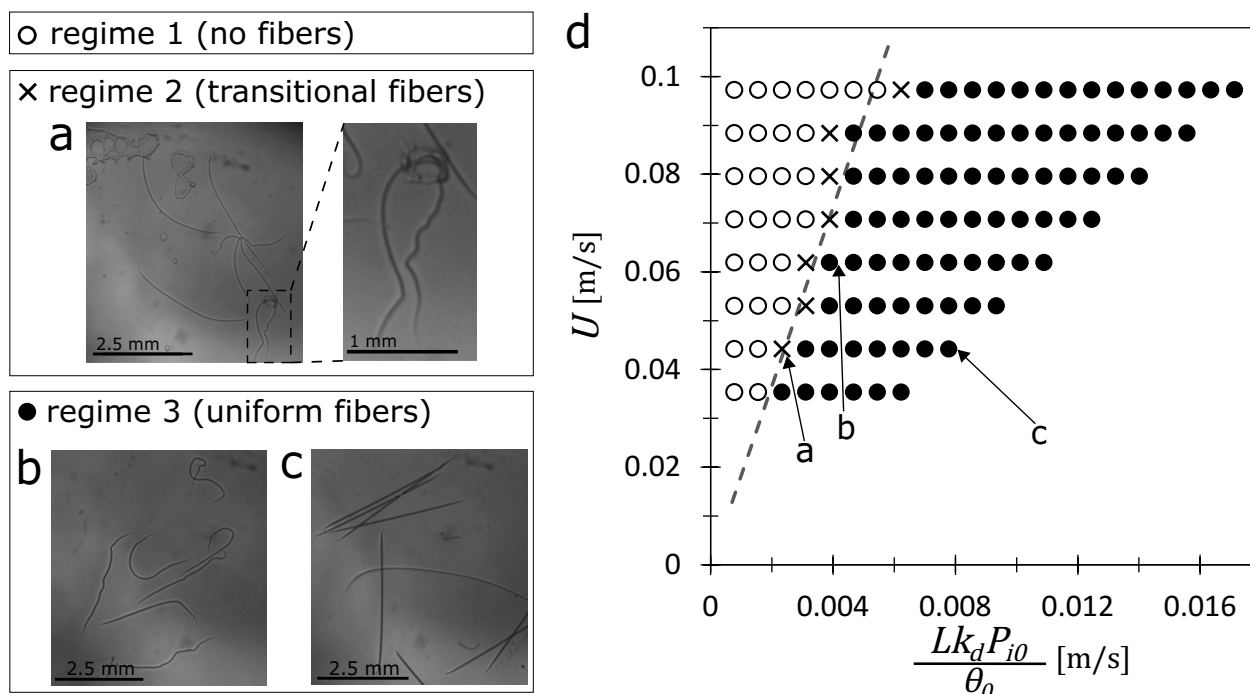 regime 1 (no fibers)
regime 2 (transitional fibers)
a
2.5 mm
1 mm
regime 3 (uniform fibers)
b
2.5 mm
c
2.5 mm
d
U [m/s]
0.1
0.08
0.06
0.04
0.02
0
0
0.004
0.008
0.012
0.016
a
b
c
Lk_d P_{i0}
θ_0
[m/s]